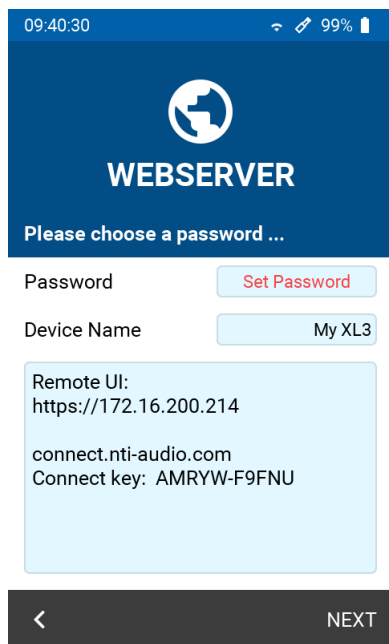 09:40:30 99%
WEBSERVER
Please choose a password ...
Password Set Password
Device Name My XL3
Remote UI:
https://172.16.200.214
connect.nti-audio.com
Connect key: AMRYW-F9FNU
NEXT